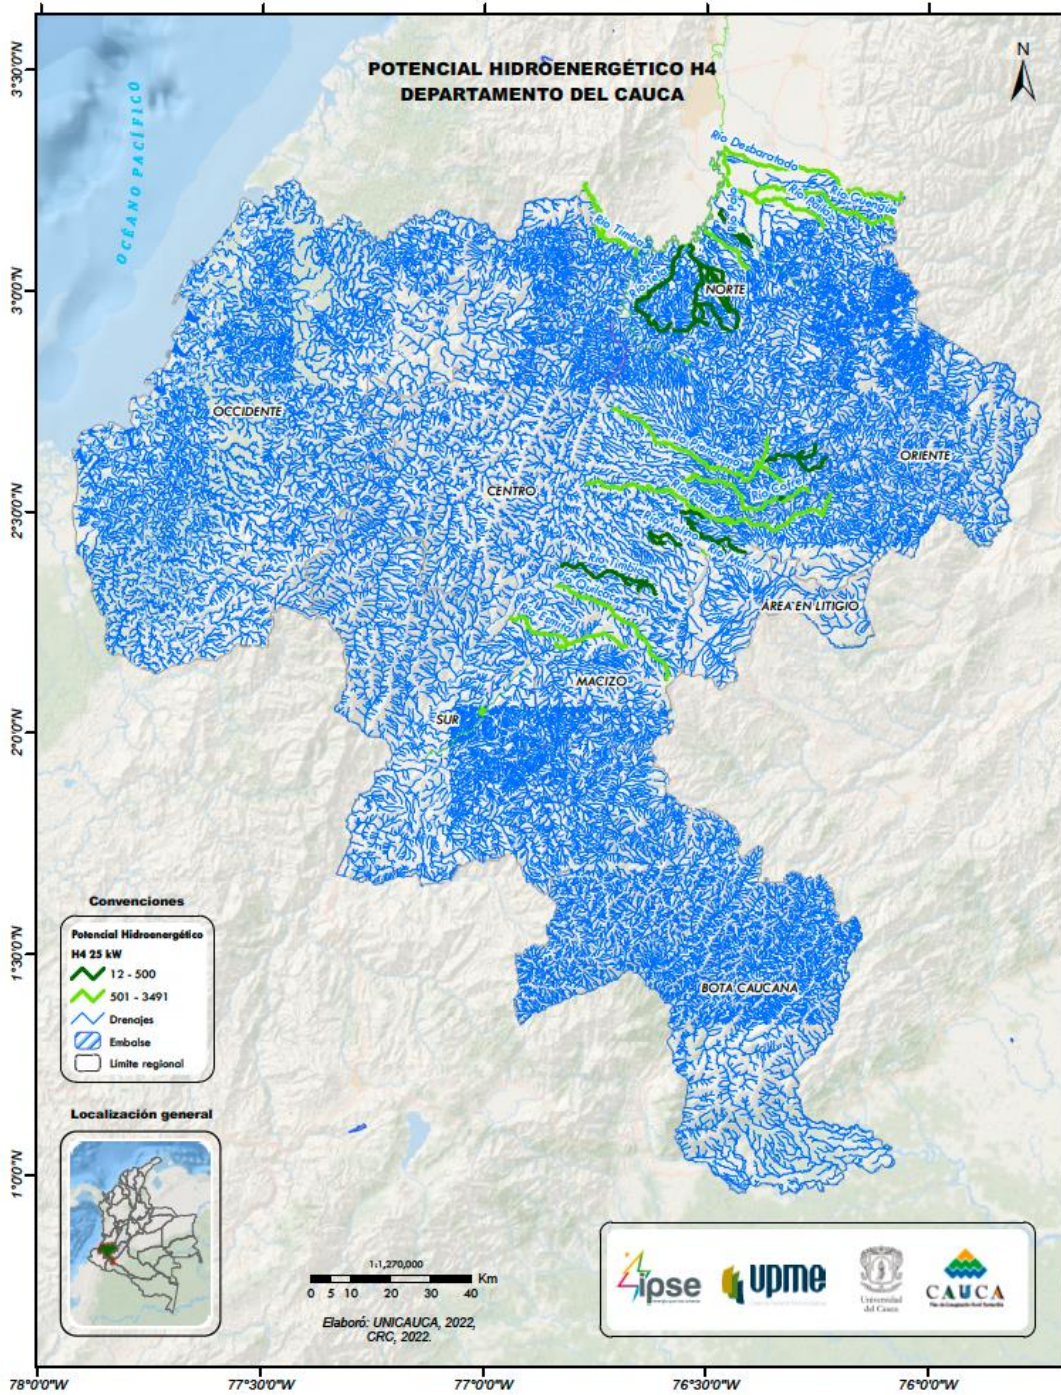 POTENCIAL HIDROENERGÉTICO H4
DEPARTAMENTO DEL CAUCA
N
3°30'0"N
3°0'0"N
2°30'0"N
2°0'0"N
1°30'0"N
1°0'0"N
OCÉANO PACÍFICO
Río Desbaratado
Río Guengue
Río Timba
NORTE
OCCIDENTE
ORIENTE
CENTRO
ÁREA EN LITIGIO
MACIZO
SUR
BOTA CAUCANA
Convenciones
Potencial Hidroenergético
H4 25 kW
12 - 500
501 - 3491
Drenajes
Embalse
Límite regional
Localización general
1:1,270,000
Km
0 5 10 20 30 40
Elaboró: UNICAUCA, 2022,
CRC, 2022.
ipse
upme
Universidad
del Cauca
CAUCA
78°0'0"W
77°30'0"W
77°0'0"W
76°30'0"W
76°0'0"W